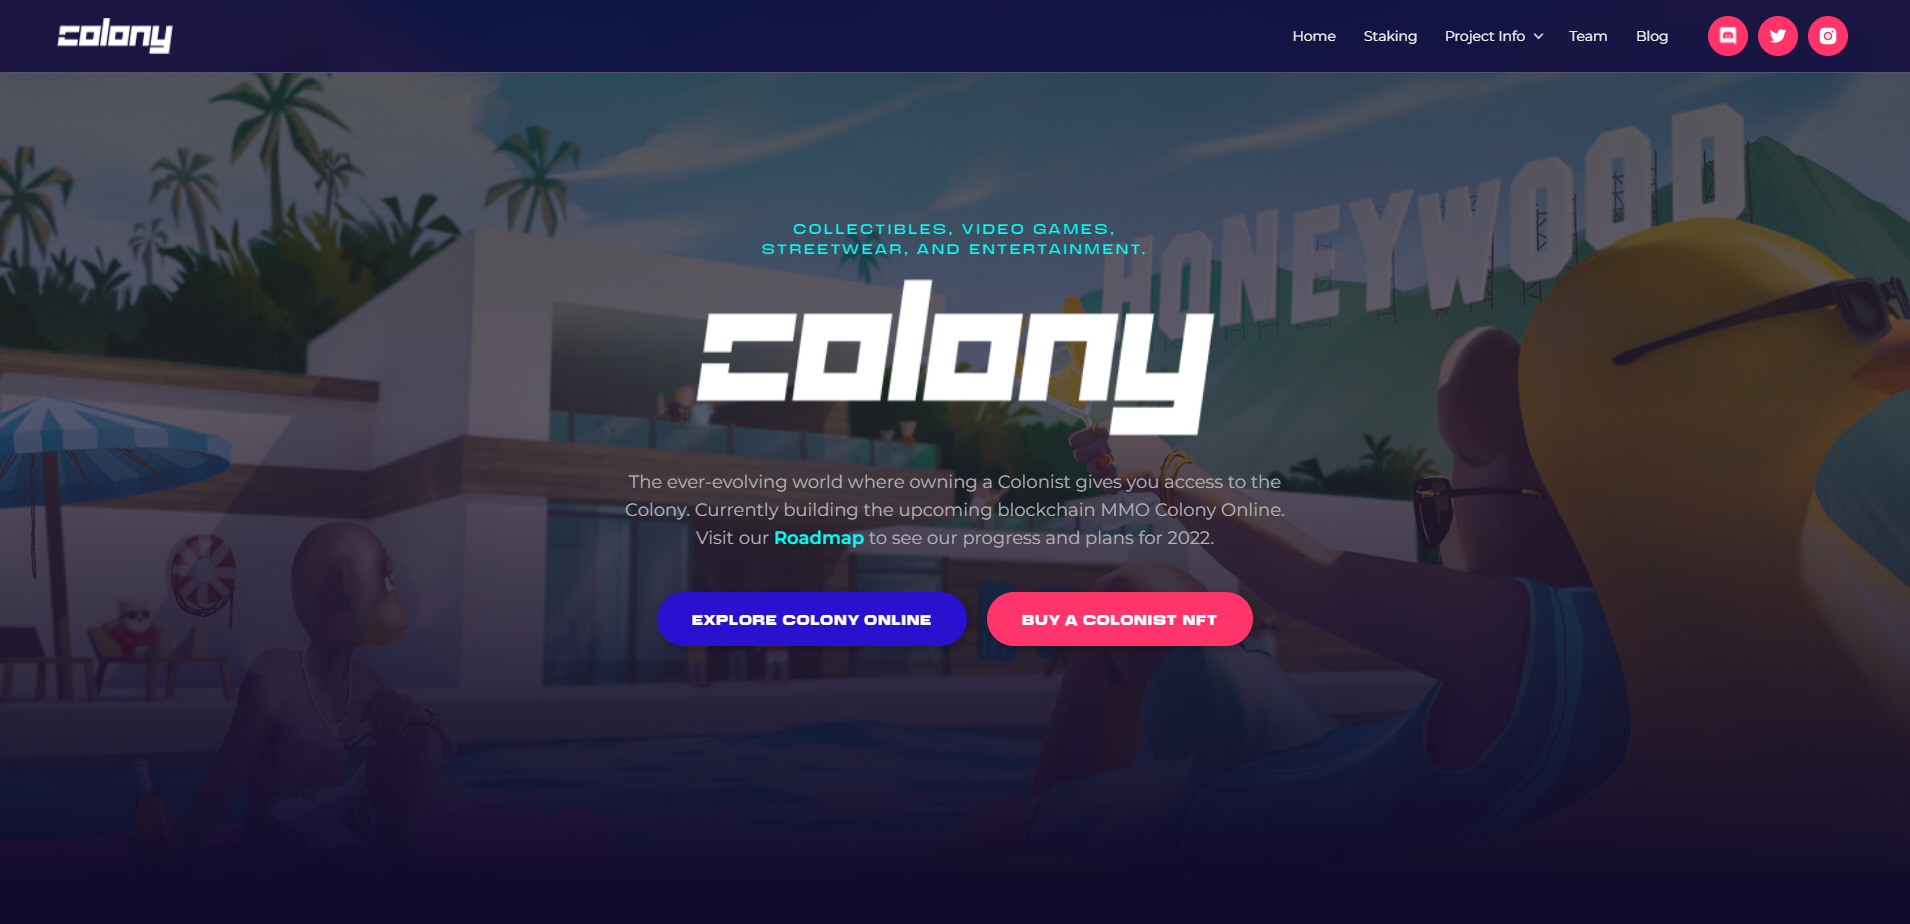 colony
Home Staking Project Info Team Blog
COLLECTIBLES, VIDEO GAMES,
STREETWEAR, AND ENTERTAINMENT.
HONEYWOOD
colony
The ever-evolving world where owning a Colonist gives you access to the
Colony. Currently building the upcoming blockchain MMO Colony Online.
Visit our Roadmap to see our progress and plans for 2022.
EXPLORE COLONY ONLINE
BUY A COLONIST NFT